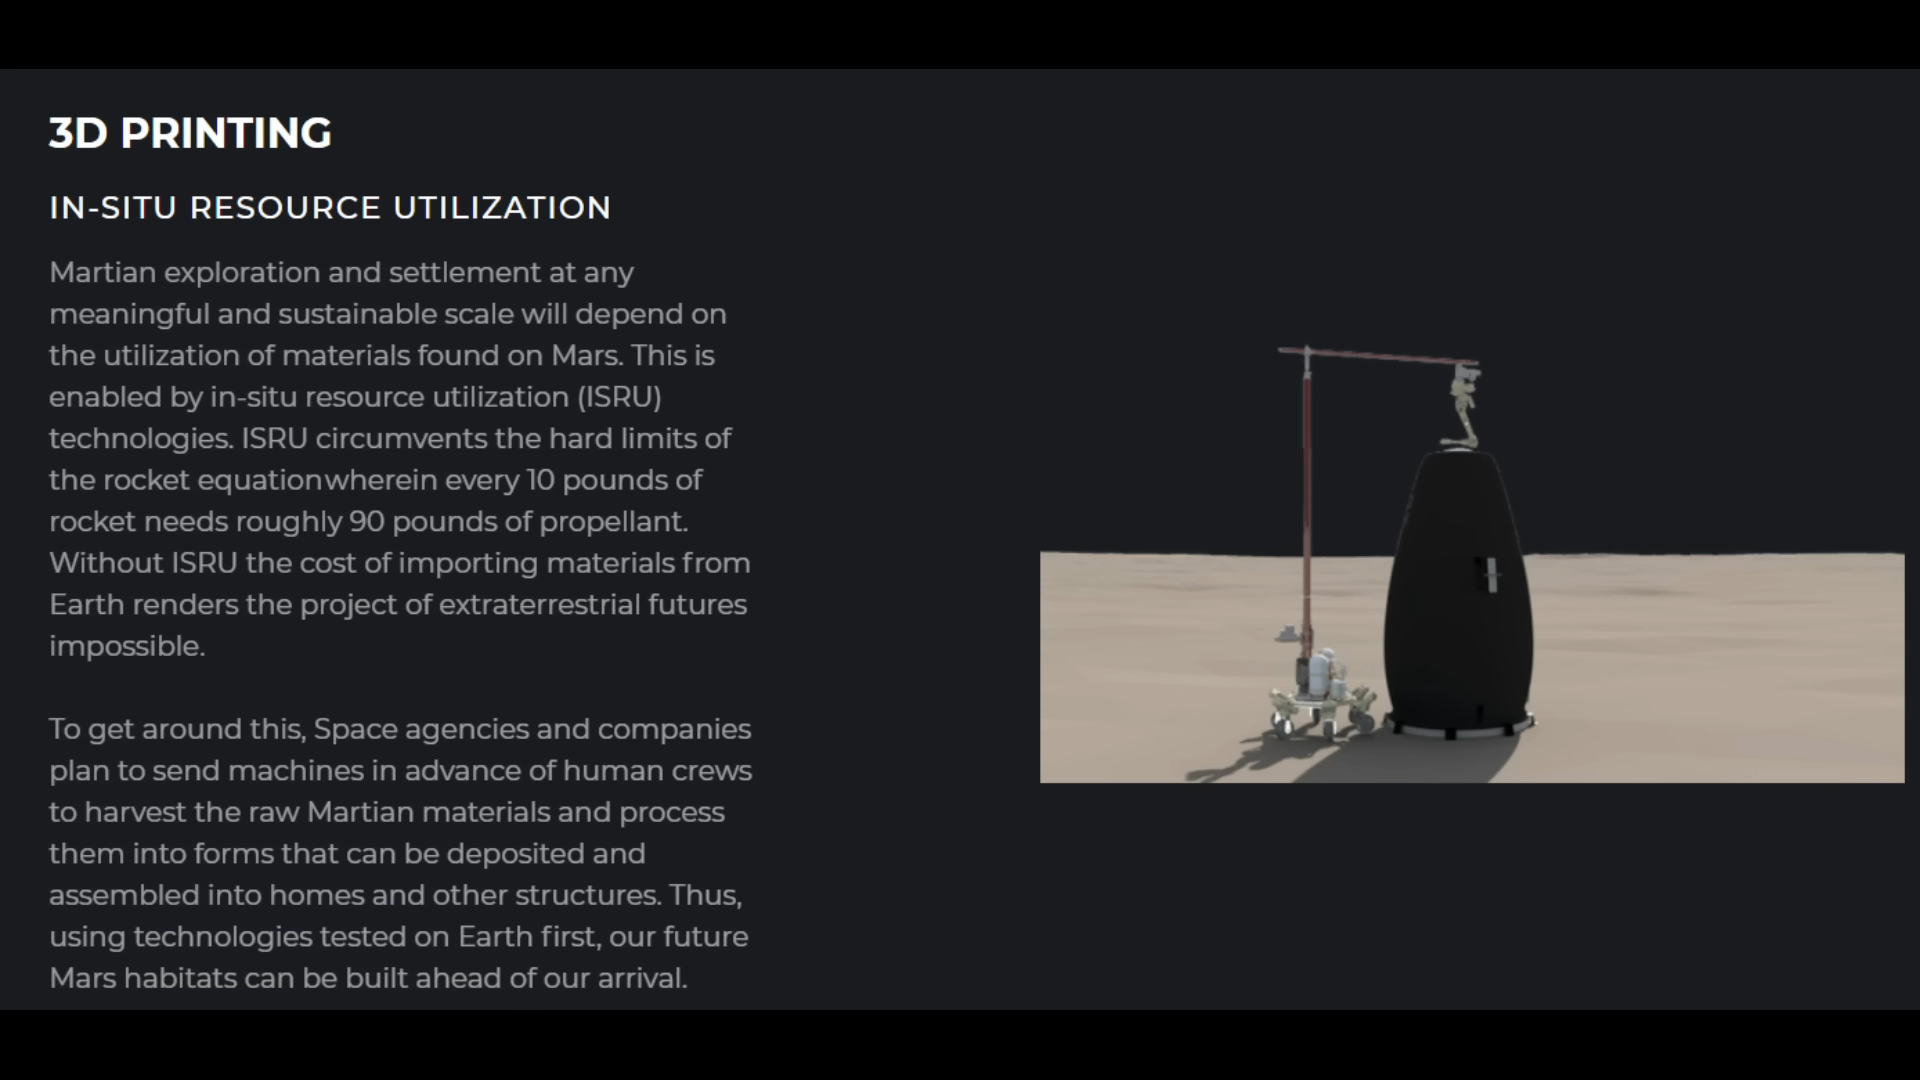 3D PRINTING
IN-SITU RESOURCE UTILIZATION
Martian exploration and settlement at any
meaningful and sustainable scale will depend on
the utilization of materials found on Mars. This is
enabled by in-situ resource utilization (ISRU)
technologies. ISRU circumvents the hard limits of
the rocket equationwherein every 10 pounds of
rocket needs roughly 90 pounds of propellant.
Without ISRU the cost of importing materials from
Earth renders the project of extraterrestrial futures
impossible.
To get around this, Space agencies and companies
plan to send machines in advance of human crews
to harvest the raw Martian materials and process
them into forms that can be deposited and
assembled into homes and other structures. Thus,
using technologies tested on Earth first, our future
Mars habitats can be built ahead of our arrival.